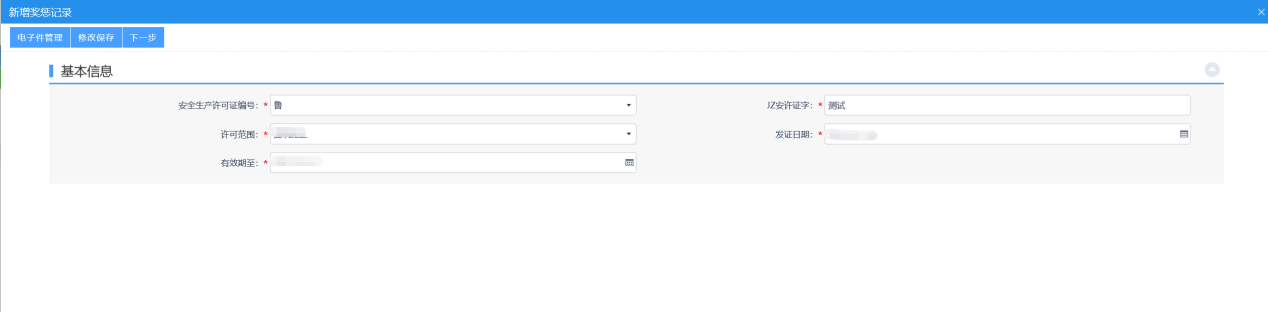 新增奖惩记录
电子件管理 修改保存 下一步
基本信息
安全生产许可证编号: * 鲁 JZ安许证字: * 测试
许可范围: * 发证日期: *
有效期至: *